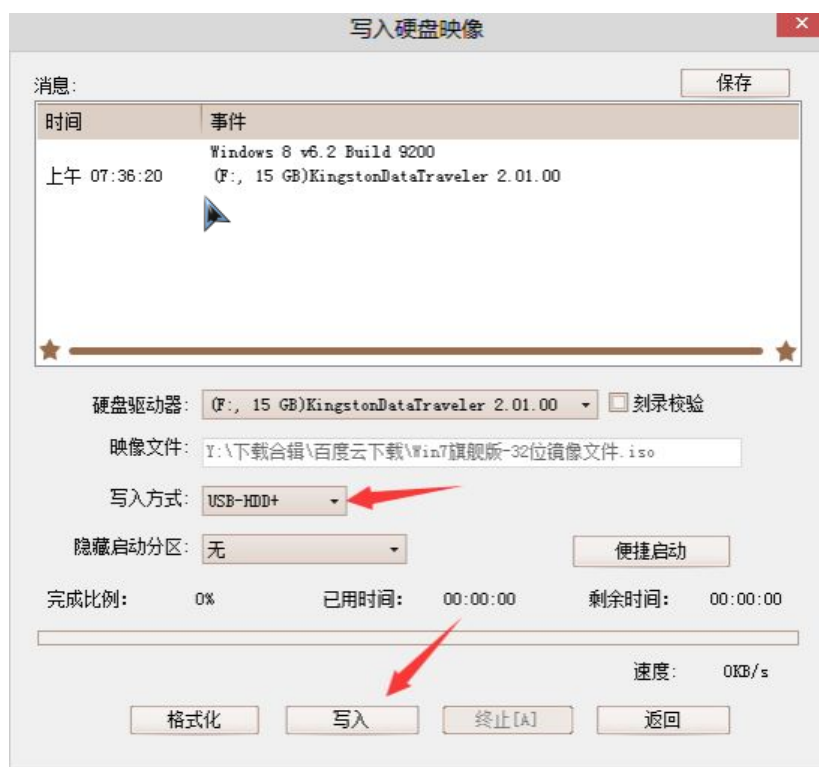 写入硬盘映像
消息:
保存
时间 事件
Windows 8 v6.2 Build 9200
上午 07:36:20 (F:, 15 GB)KingstonDataTraveler 2.01.00
硬盘驱动器: (F:, 15 GB)KingstonDataTraveler 2.01.00 刻录校验
映像文件: Y:\下载合辑\百度云下载\Win7旗舰版-32位镜像文件.iso
写入方式: USB-HDD+
隐藏启动分区: 无 便捷启动
完成比例: 0% 已用时间: 00:00:00 剩余时间: 00:00:00
速度: 0KB/s
格式化 写入 终止[A] 返回